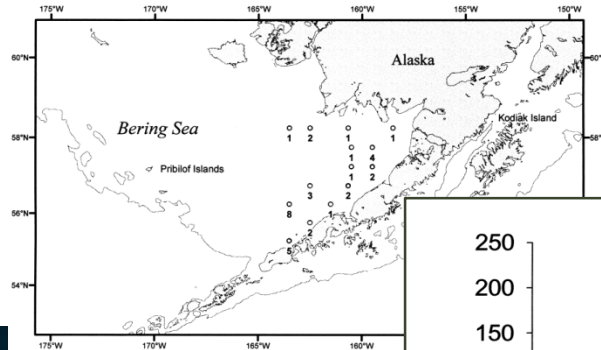 175°W 170°W 165°W 160°W 155°W 150°W
60°N 60°N
Alaska
Bering Sea
Kodiak Island
58°N 58°
1 2 1 1
1 4
Pribilof Islands
1 2
3 2
8 1
56°N
2
5
54°N
175°W 170°W 165°W 160°W
250
200
150